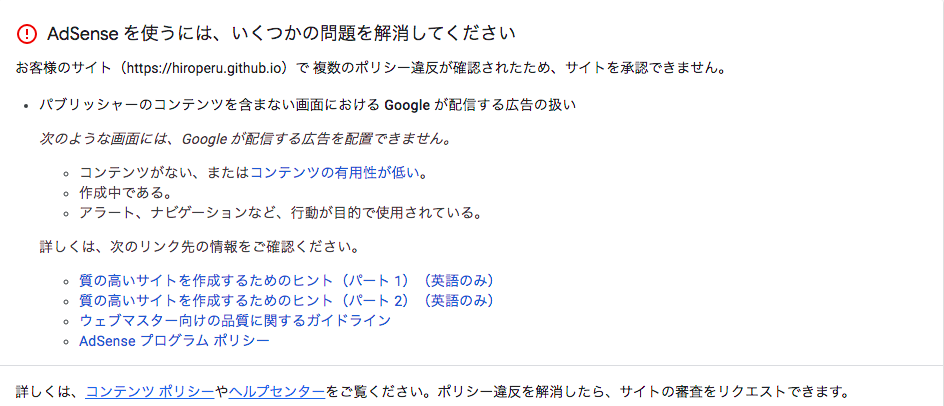 AdSense を使うには、いくつかの問題を解消してください
お客様のサイト（https://hiroperu.github.io）で 複数のポリシー違反が確認されたため、サイトを承認できません。
パブリッシャーのコンテンツを含まない画面における Google が配信する広告の扱い
次のような画面には、Google が配信する広告を配置できません。
コンテンツがない、またはコンテンツの有用性が低い。
作成中である。
アラート、ナビゲーションなど、行動が目的で使用されている。
詳しくは、次のリンク先の情報をご確認ください。
質の高いサイトを作成するためのヒント（パート 1）（英語のみ）
質の高いサイトを作成するためのヒント（パート 2）（英語のみ）
ウェブマスター向けの品質に関するガイドライン
AdSense プログラム ポリシー
詳しくは、コンテンツ ポリシーやヘルプセンターをご覧ください。ポリシー違反を解消したら、サイトの審査をリクエストできます。